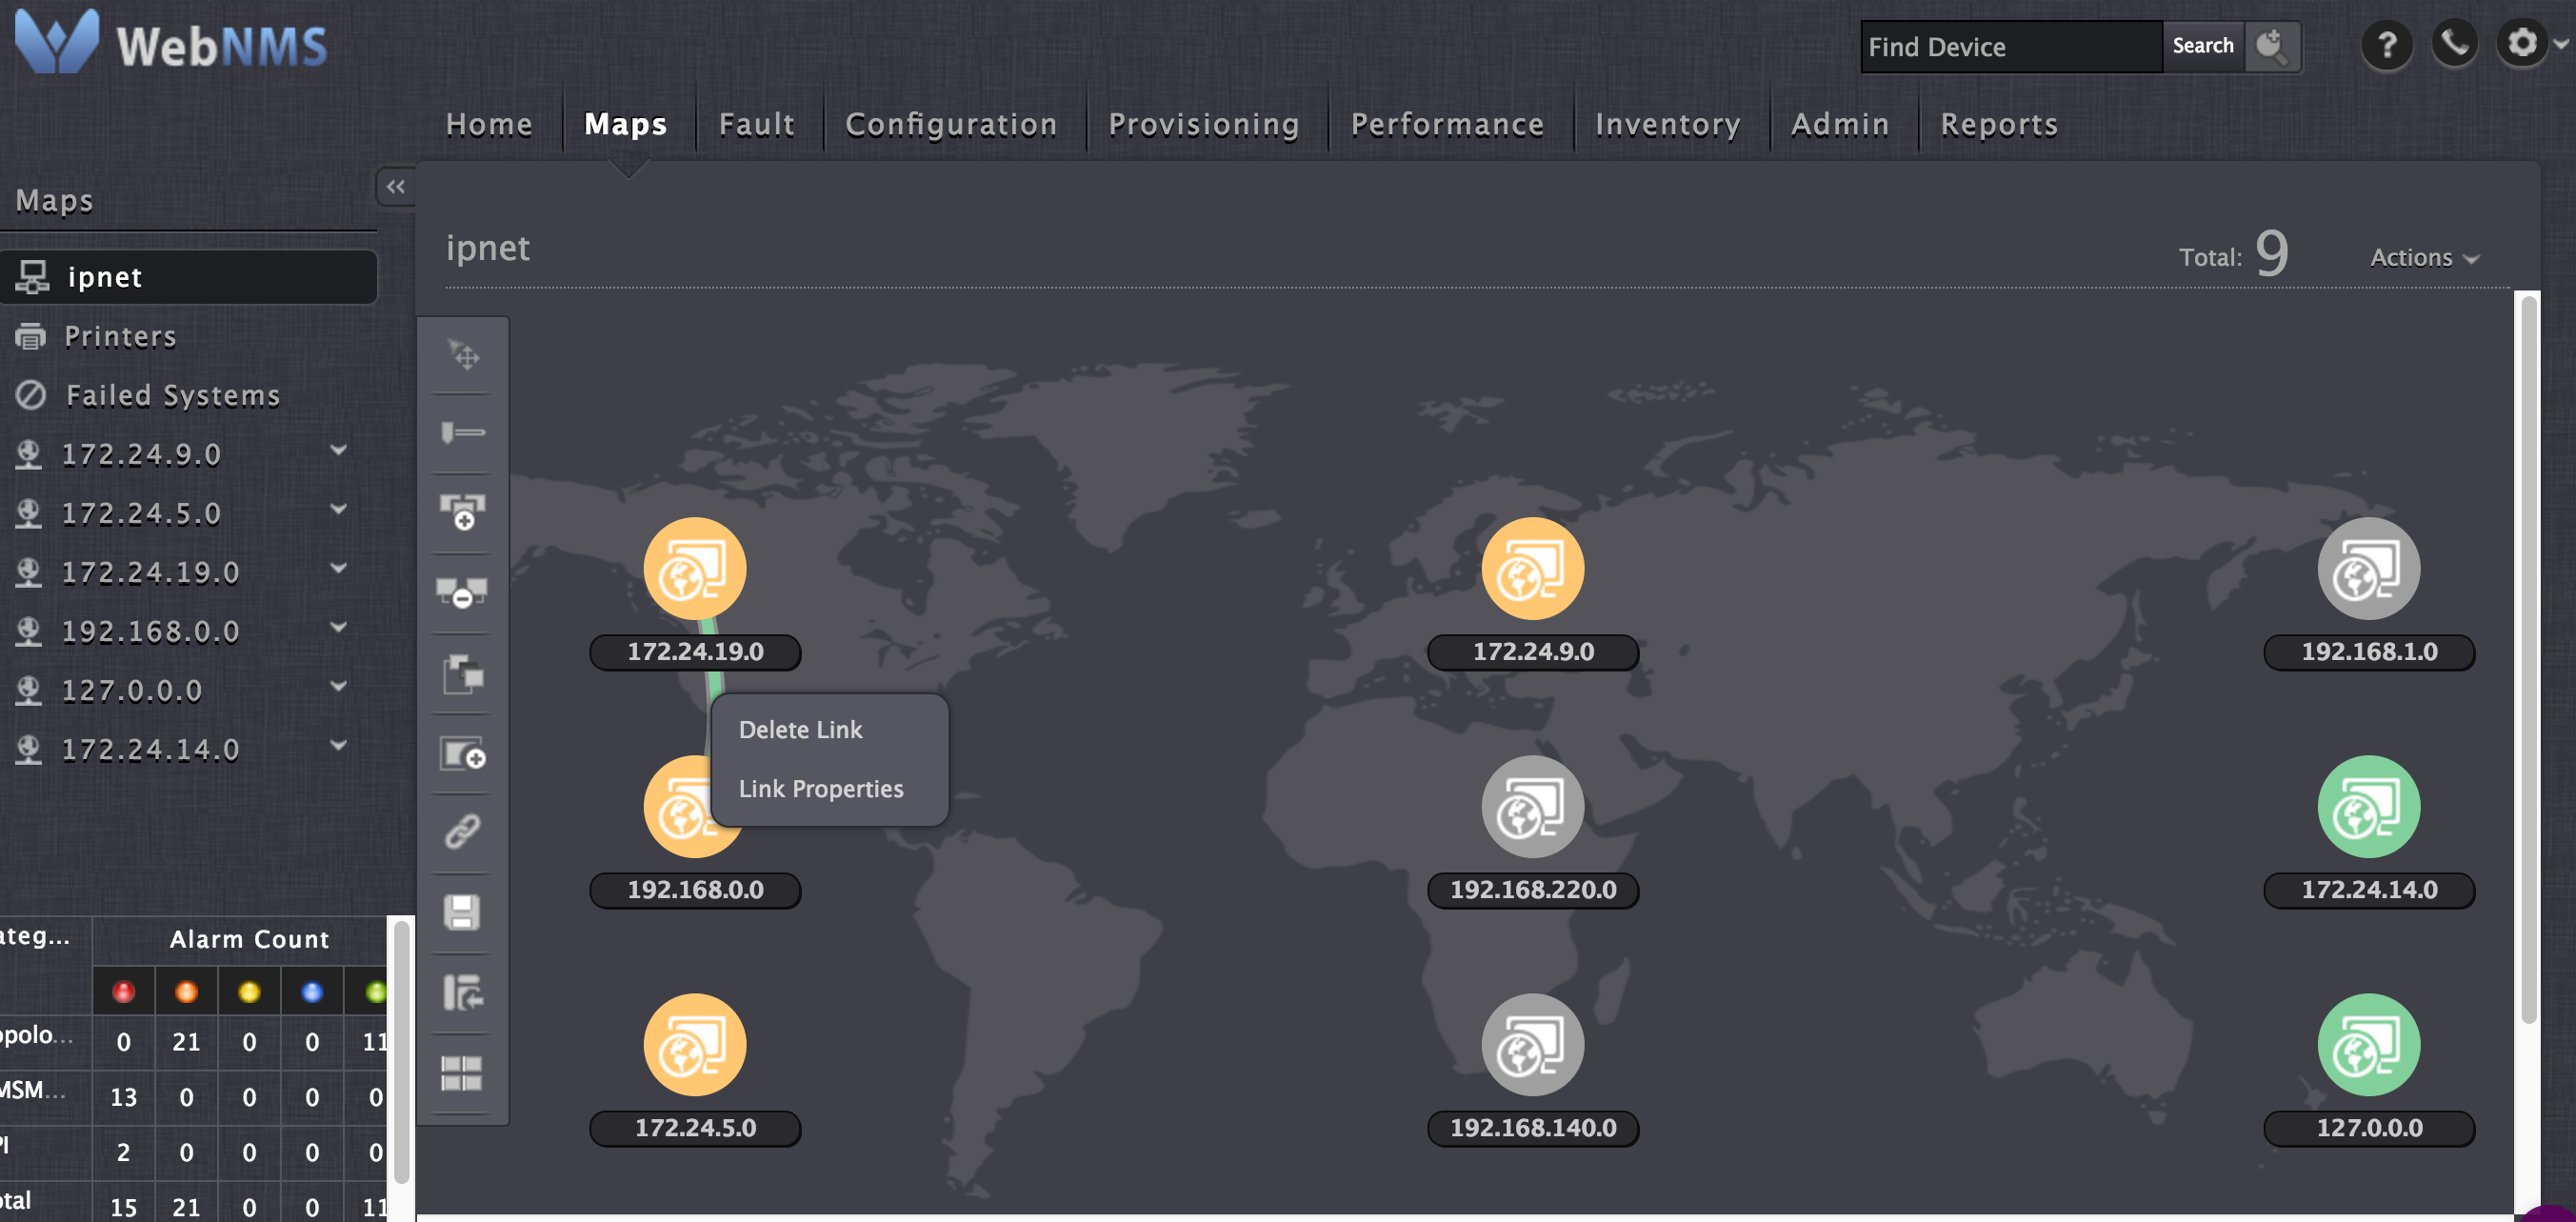 WebNMS
Find Device
Search
?
Home
Maps
Fault
Configuration
Provisioning
Performance
Inventory
Admin
Reports
Maps
ipnet
Printers
Failed Systems
172.24.9.0
172.24.5.0
172.24.19.0
192.168.0.0
127.0.0.0
172.24.14.0
ipnet
Total: 9
Actions
172.24.19.0
172.24.9.0
192.168.1.0
Delete Link
Link Properties
192.168.0.0
192.168.220.0
172.24.14.0
172.24.5.0
192.168.140.0
127.0.0.0
ateg...
Alarm Count
opolo... 0 21 0 0 11
MSM... 13 0 0 0 0
2 0 0 0 0
otal 15 21 0 0 11